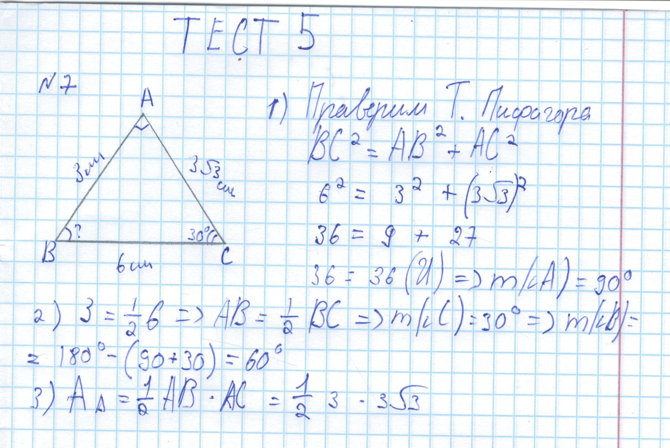 ТЕСТ 5
№7
A
3 см
3√3 см
B
?
30°
C
6 см
1) Праверим Т. Пифагора
BC² = AB² + AC²
6² = 3² + (3√3)²
36 = 9 + 27
36 = 36 (И) => m(∠A) = 90°
2) 3 = 1/2 6 => AB = 1/2 BC => m(∠C) = 30° => m(∠B) =
= 180° - (90 + 30) = 60°
3) A△ = 1/2 AB · AC = 1/2 3 · 3√3